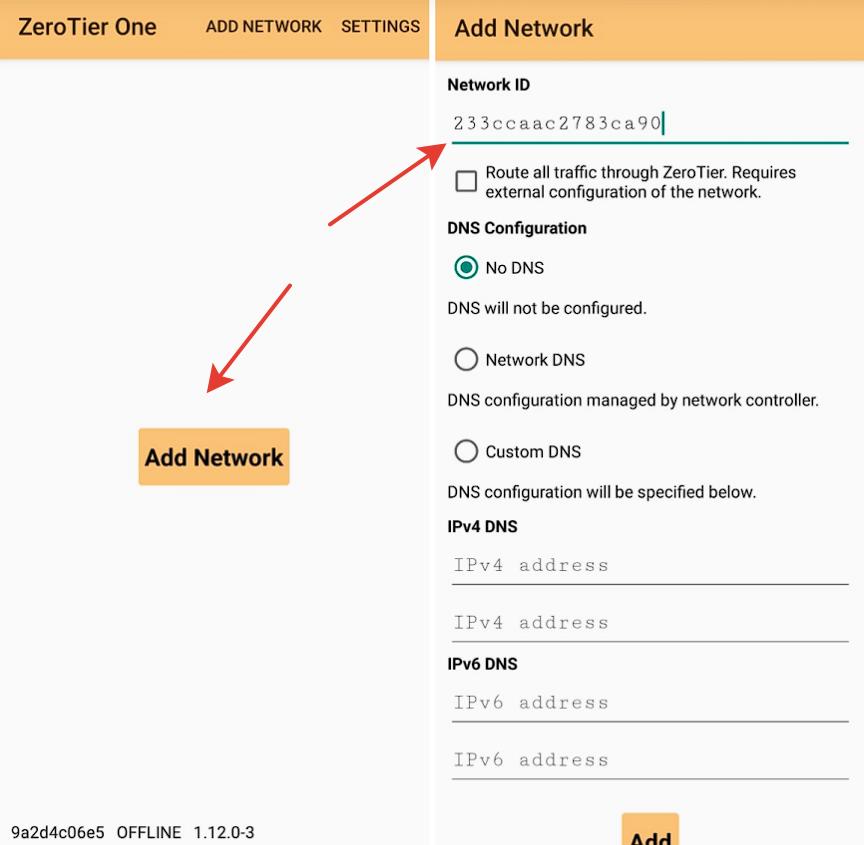 ZeroTier One ADD NETWORK SETTINGS
Add Network
9a2d4c06e5 OFFLINE 1.12.0-3
Add Network
Network ID
233ccaac2783ca90
Route all traffic through ZeroTier. Requires
external configuration of the network.
DNS Configuration
No DNS
DNS will not be configured.
Network DNS
DNS configuration managed by network controller.
Custom DNS
DNS configuration will be specified below.
IPv4 DNS
IPv4 address
IPv4 address
IPv6 DNS
IPv6 address
IPv6 address
Add